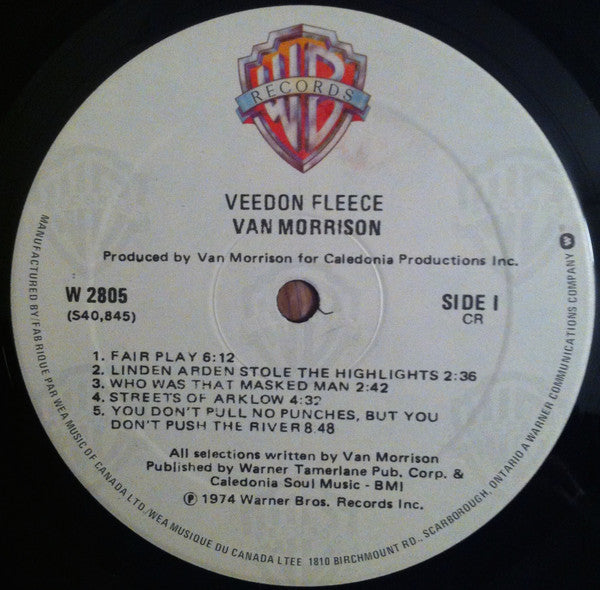 WB
RECORDS
VEEDON FLEECE
VAN MORRISON
Produced by Van Morrison for Caledonia Productions Inc.
W 2805
(S40,845)
SIDE I
CR
1. FAIR PLAY 6:12
2. LINDEN ARDEN STOLE THE HIGHLIGHTS 2:36
3. WHO WAS THAT MASKED MAN 2:42
4. STREETS OF ARKLOW 4:32
5. YOU DON'T PULL NO PUNCHES, BUT YOU
DON'T PUSH THE RIVER 8:48
All selections written by Van Morrison
Published by Warner Tamerlane Pub. Corp. &
Caledonia Soul Music - BMI
℗ 1974 Warner Bros. Records Inc.
MANUFACTURED BY/FABRIQUE PAR WEA MUSIC OF CANADA LTD./WEA MUSIQUE DU CANADA LTEE. 1810 BIRCHMOUNT RD., SCARBOROUGH, ONTARIO A WARNER COMMUNICATIONS COMPANY